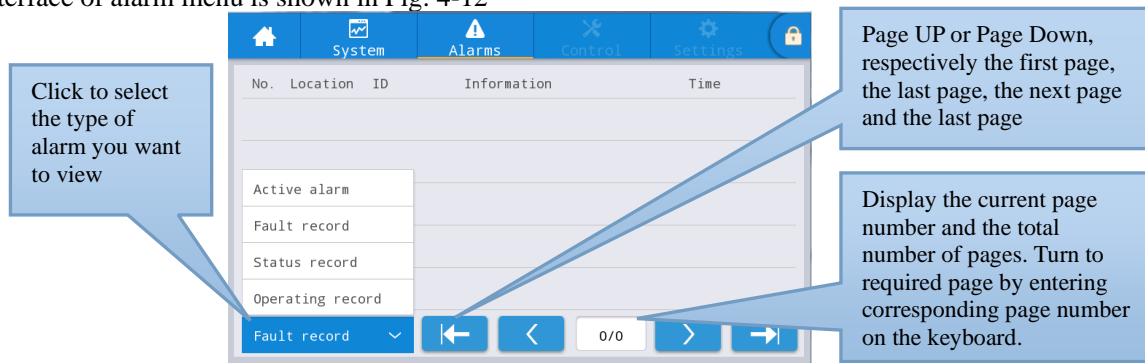 terface of alarm menu is shown in Fig. 4-12
System Alarms Control Settings
No. Location ID Information Time
Active alarm
Fault record
Status record
Operating record
Fault record
0/0
Click to select
the type of
alarm you want
to view
Page UP or Page Down,
respectively the first page,
the last page, the next page
and the last page
Display the current page
number and the total
number of pages. Turn to
required page by entering
corresponding page number
on the keyboard.